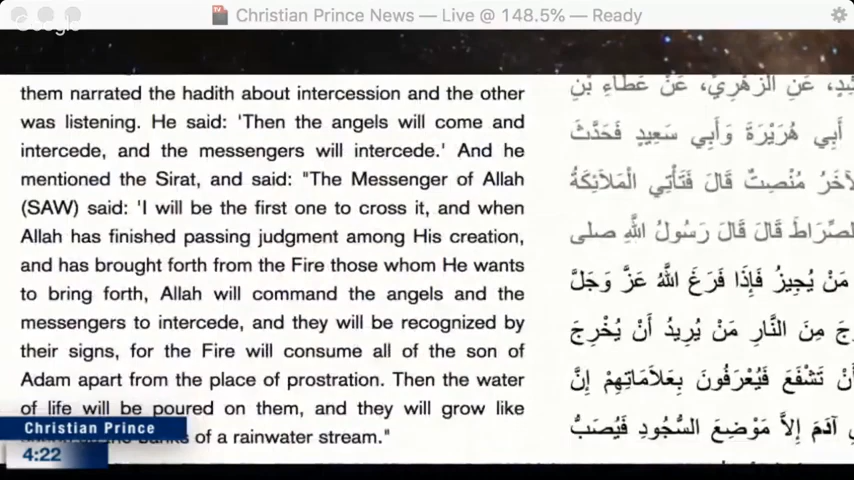 Christian Prince News — Live @ 148.5% — Ready
Google
them narrated the hadith about intercession and the other
was listening. He said: 'Then the angels will come and
intercede, and the messengers will intercede.' And he
mentioned the Sirat, and said: "The Messenger of Allah
(SAW) said: 'I will be the first one to cross it, and when
Allah has finished passing judgment among His creation,
and has brought forth from the Fire those whom He wants
to bring forth, Allah will command the angels and the
messengers to intercede, and they will be recognized by
their signs, for the Fire will consume all of the son of
Adam apart from the place of prostration. Then the water
of life will be poured on them, and they will grow like
of a rainwater stream."
عَنِ الزُّهْرِيِّ، عَنْ عَطَاءِ بْنِ
أَبِي هُرَيْرَةَ وَأَبِي سَعِيدٍ فَحَدَّثَ
مُنْصِتٌ قَالَ فَتَأْتِي الْمَلاَئِكَةُ
الصِّرَاطَ قَالَ قَالَ رَسُولُ اللَّهِ صلى
مَنْ يُجِيزُ فَإِذَا فَرَغَ اللَّهُ عَزَّ وَجَلَّ
مِنَ النَّارِ مَنْ يُرِيدُ أَنْ يُخْرِجَ
أَنْ تَشْفَعَ فَيُعْرَفُونَ بِعَلاَمَاتِهِمْ إِنَّ
آدَمَ إِلاَّ مَوْضِعَ السُّجُودِ فَيُصَبُّ
Christian Prince
4:22